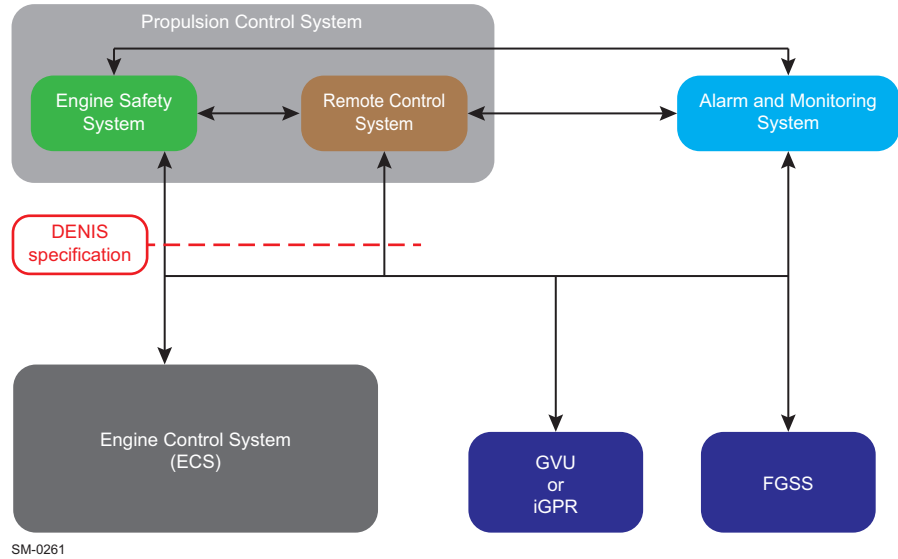 Propulsion Control System
Engine Safety
System
Remote Control
System
Alarm and Monitoring
System
DENIS
specification
Engine Control System
(ECS)
GVU
or
iGPR
FGSS
SM-0261